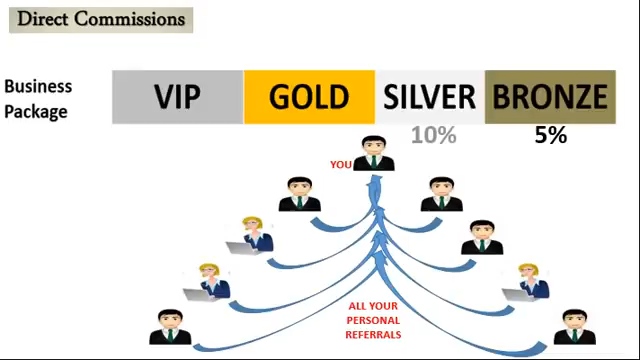 Direct Commissions
Business
Package
VIP
GOLD
SILVER
BRONZE
10%
5%
YOU
ALL YOUR
PERSONAL
REFERRALS